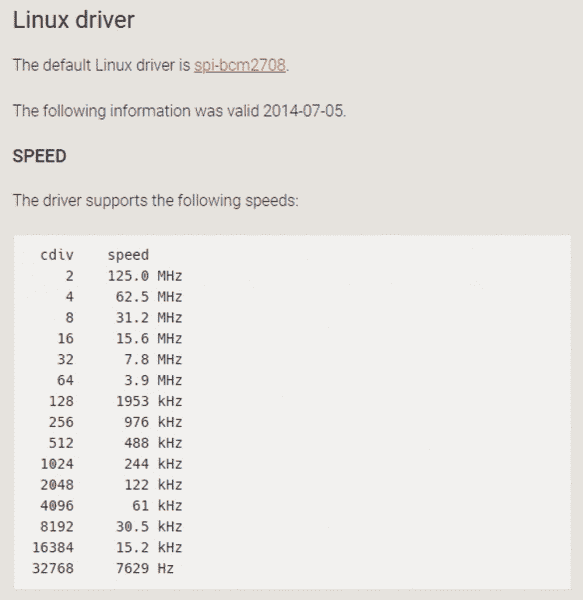 Linux driver
The default Linux driver is spi-bcm2708.
The following information was valid 2014-07-05.
SPEED
The driver supports the following speeds:
cdiv speed
2 125.0 MHz
4 62.5 MHz
8 31.2 MHz
16 15.6 MHz
32 7.8 MHz
64 3.9 MHz
128 1953 kHz
256 976 kHz
512 488 kHz
1024 244 kHz
2048 122 kHz
4096 61 kHz
8192 30.5 kHz
16384 15.2 kHz
32768 7629 Hz